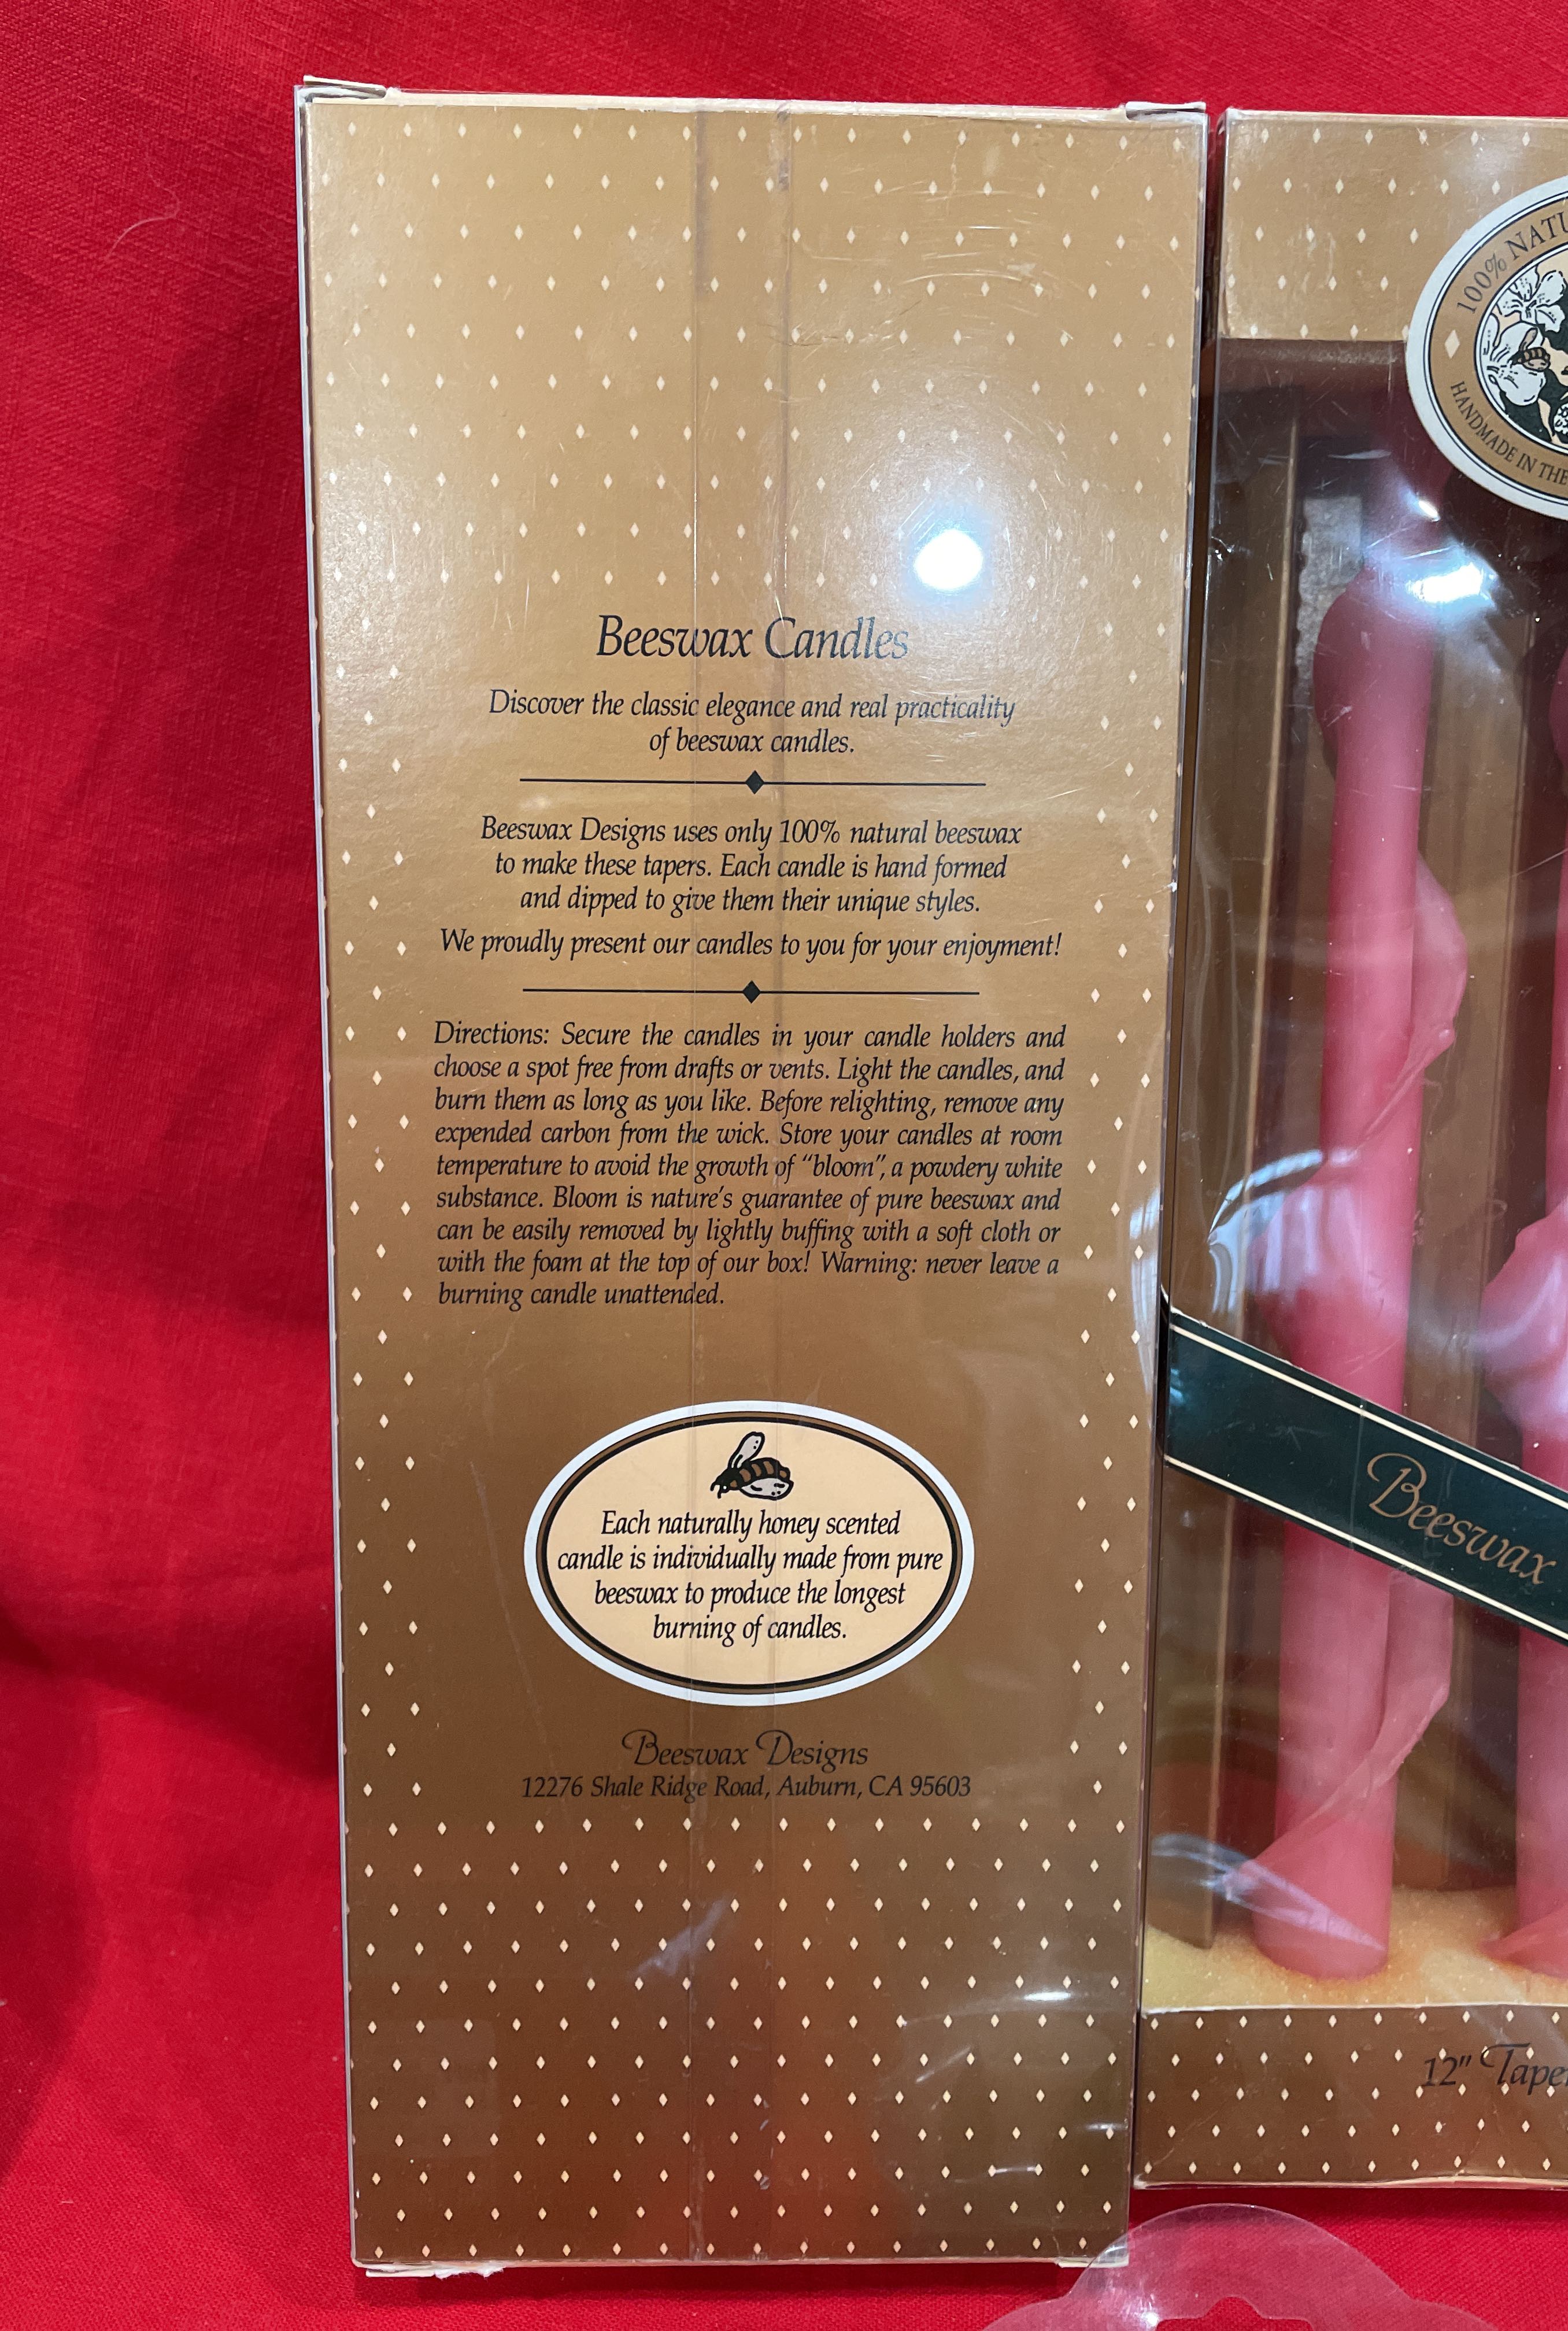 Beeswax Candles
Discover the classic elegance and real practicality
of beeswax candles.
Beeswax Designs uses only 100% natural beeswax
to make these tapers. Each candle is hand formed
and dipped to give them their unique styles.
We proudly present our candles to you for your enjoyment!
Directions: Secure the candles in your candle holders and
choose a spot free from drafts or vents. Light the candles, and
burn them as long as you like. Before relighting, remove any
expended carbon from the wick. Store your candles at room
temperature to avoid the growth of “bloom”, a powdery white
substance. Bloom is nature's guarantee of pure beeswax and
can be easily removed by lightly buffing with a soft cloth or
with the foam at the top of our box! Warning: never leave a
burning candle unattended.
Each naturally honey scented
candle is individually made from pure
beeswax to produce the longest
burning of candles.
Beeswax Designs
12276 Shale Ridge Road, Auburn, CA 95603
100% NATU
HANDMADE IN THE
Beeswax
12" Tape